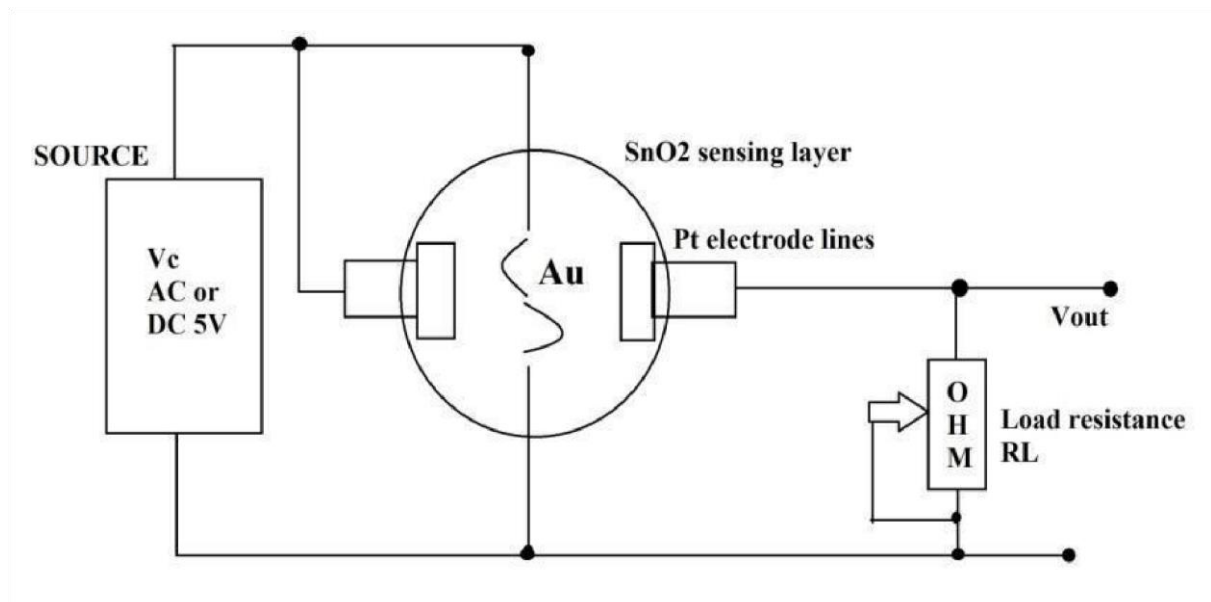 SOURCE
Vc
AC or
DC 5V
SnO2 sensing layer
Pt electrode lines
Au
Vout
O
H
M
Load resistance
RL